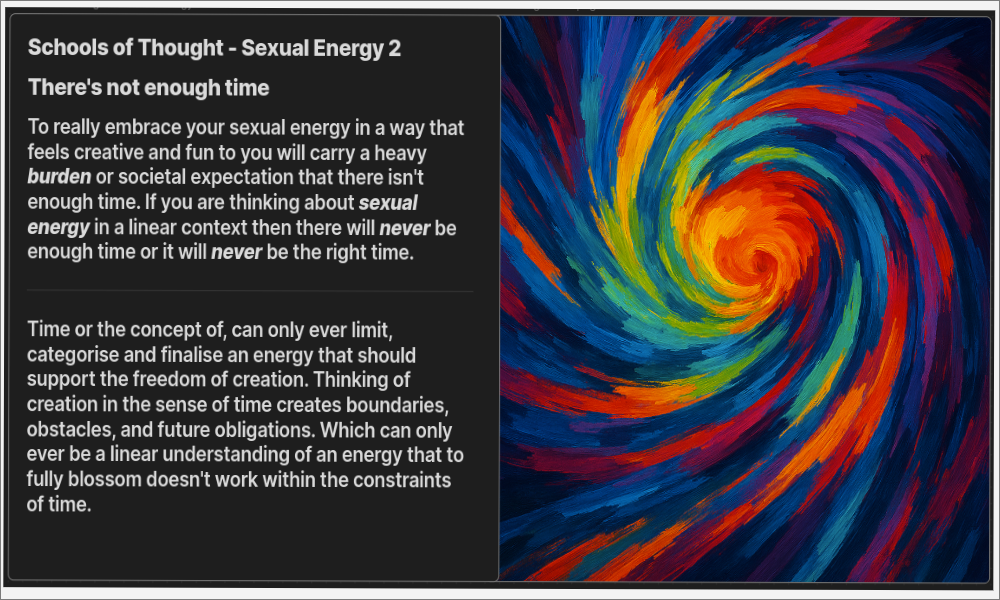 Schools of Thought - Sexual Energy 2
There's not enough time
To really embrace your sexual energy in a way that
feels creative and fun to you will carry a heavy
burden or societal expectation that there isn't
enough time. If you are thinking about sexual
energy in a linear context then there will never be
enough time or it will never be the right time.
Time or the concept of, can only ever limit,
categorise and finalise an energy that should
support the freedom of creation. Thinking of
creation in the sense of time creates boundaries,
obstacles, and future obligations. Which can only
ever be a linear understanding of an energy that to
fully blossom doesn't work within the constraints
of time.